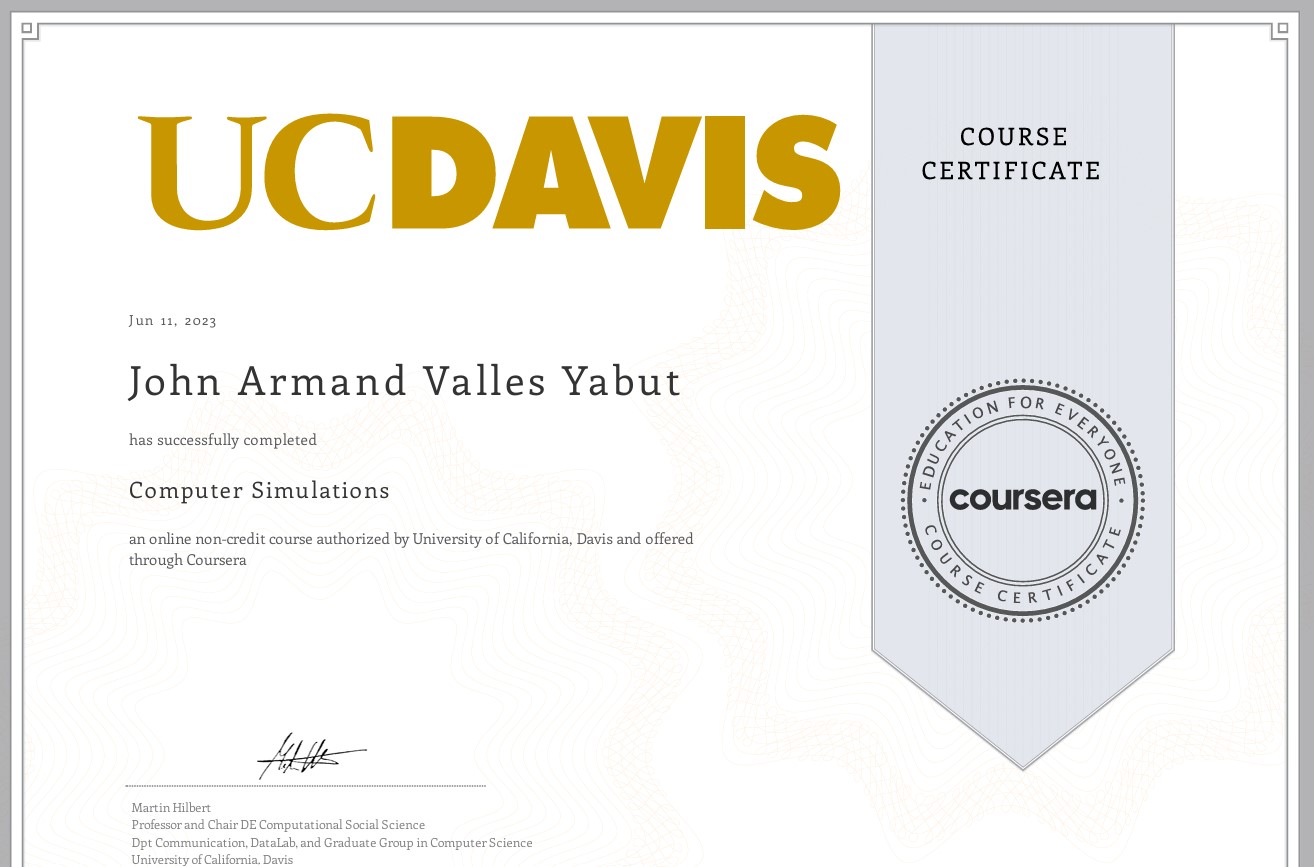 UCDAVIS
COURSE
CERTIFICATE
Jun 11, 2023
John Armand Valles Yabut
has successfully completed
Computer Simulations
an online non-credit course authorized by University of California, Davis and offered
through Coursera
EDUCATION FOR EVERYONE
coursera
COURSE CERTIFICATE
Martin Hilbert
Professor and Chair DE Computational Social Science
Dpt Communication, DataLab, and Graduate Group in Computer Science
University of California, Davis